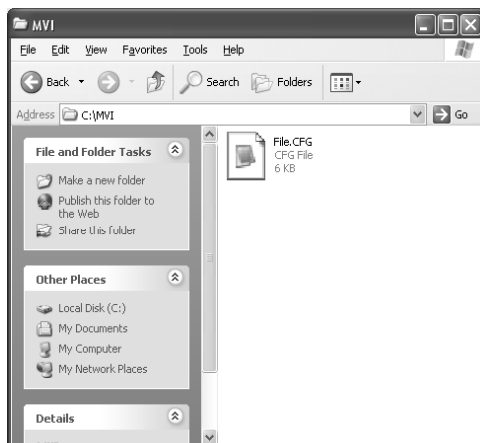 MVI
File Edit View Favorites Tools Help
Back Search Folders
Address C:\MVI Go
File and Folder Tasks
Make a new folder
Publish this folder to
the Web
Share this folder
Other Places
Local Disk (C:)
My Documents
My Computer
My Network Places
Details
File.CFG
CFG File
6 KB